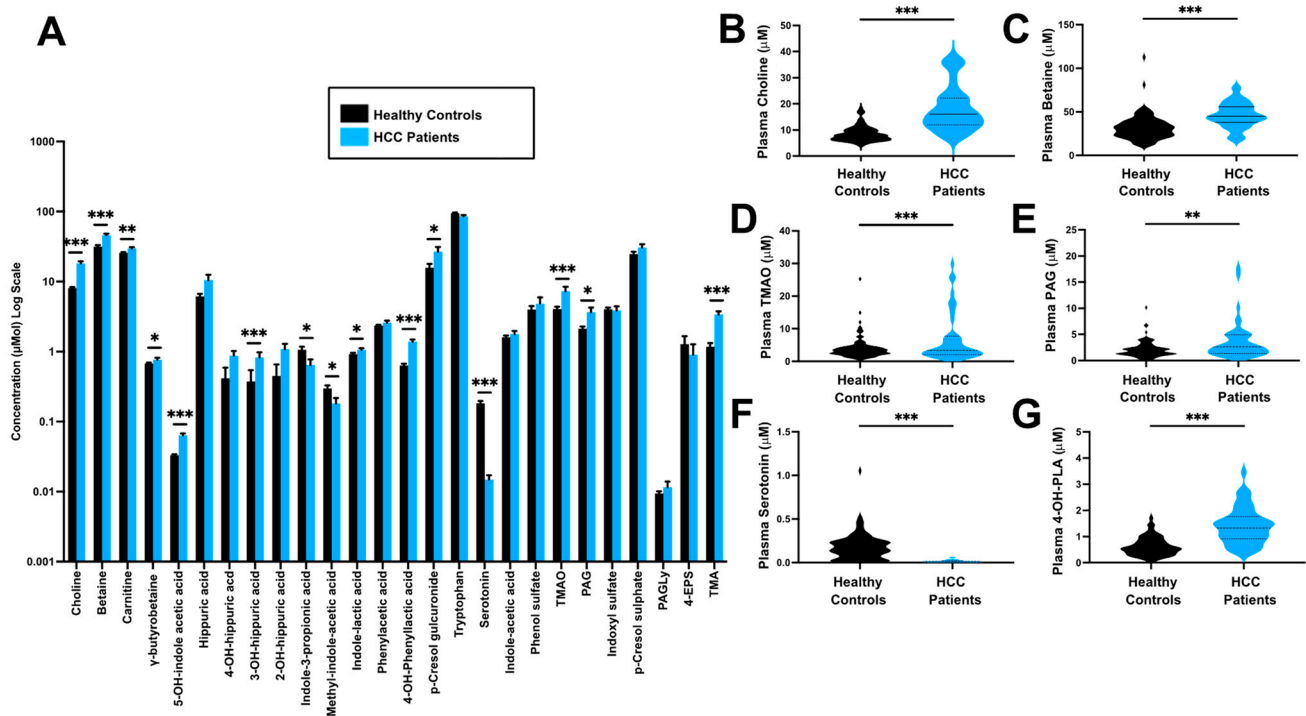 A
Healthy Controls
HCC Patients
Concentration (µMol) Log Scale
1000
100
10
1
0.1
0.01
0.001
***
***
**
*
***
***
*
*
*
***
*
***
***
*
***
Choline
Betaine
Carnitine
γ-butyrobetaine
5-OH-indole acetic acid
Hippuric acid
4-OH-hippuric acd
3-OH-hippuric acid
2-OH-hippuric acid
Indole-3-propionic acid
Methyl-indole-acetic acid
Indole-lactic acid
Phenylacetic acid
4-OH-Phenyllactic acid
p-Cresol gulcuronide
Tryptophan
Serotonin
Indole-acetic acid
Phenol sulfate
TMAO
PAG
Indoxyl sulfate
p-Cresol sulphate
PAGLy
4-EPS
TMA
B
***
Plasma Choline (µM)
50
40
30
20
10
0
Healthy Controls
HCC Patients
C
***
Plasma Betaine (µM)
150
100
50
0
Healthy Controls
HCC Patients
D
***
Plasma TMAO (µM)
40
30
20
10
0
Healthy Controls
HCC Patients
E
**
Plasma PAG (µM)
25
20
15
10
5
0
Healthy Controls
HCC Patients
F
***
Plasma Serotonin (µM)
1.5
1.0
0.5
0.0
Healthy Controls
HCC Patients
G
***
Plasma 4-OH-PLA (µM)
5
4
3
2
1
0
Healthy Controls
HCC Patients